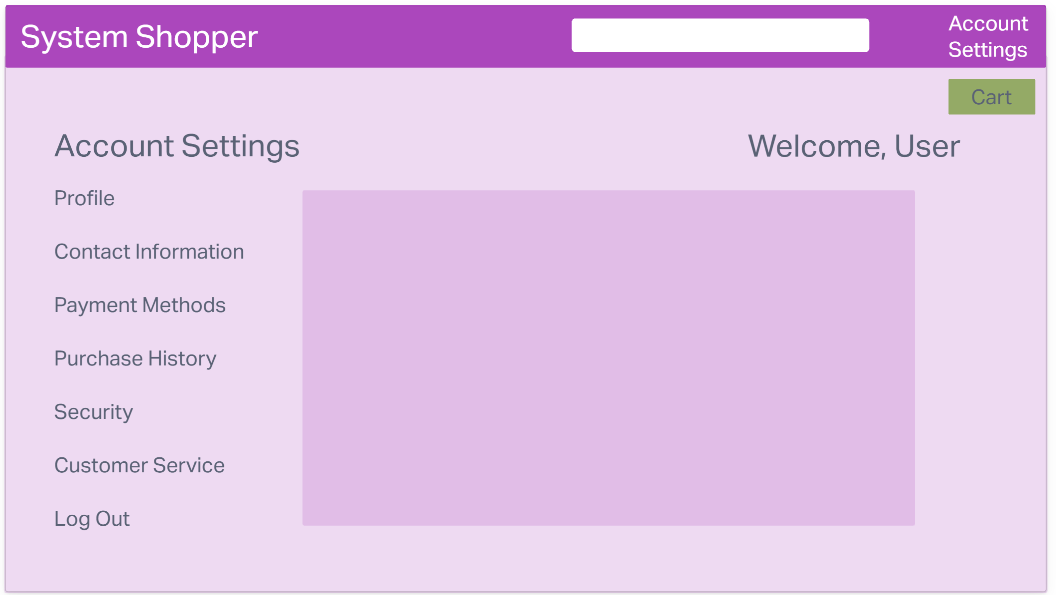 System Shopper
Account
Settings
Cart
Account Settings
Welcome, User
Profile
Contact Information
Payment Methods
Purchase History
Security
Customer Service
Log Out